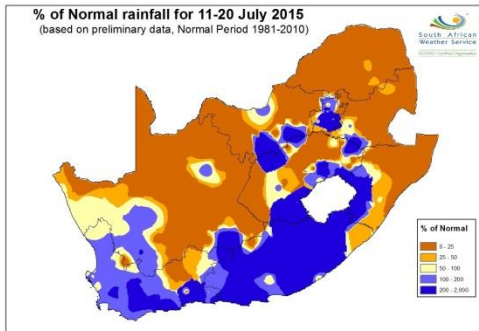 % of Normal rainfall for 11-20 July 2015
(based on preliminary data, Normal Period 1981-2010)
South African
Weather Service
% of Normal
0 - 25
25 - 50
50 - 100
100 - 200
200 - 2,000